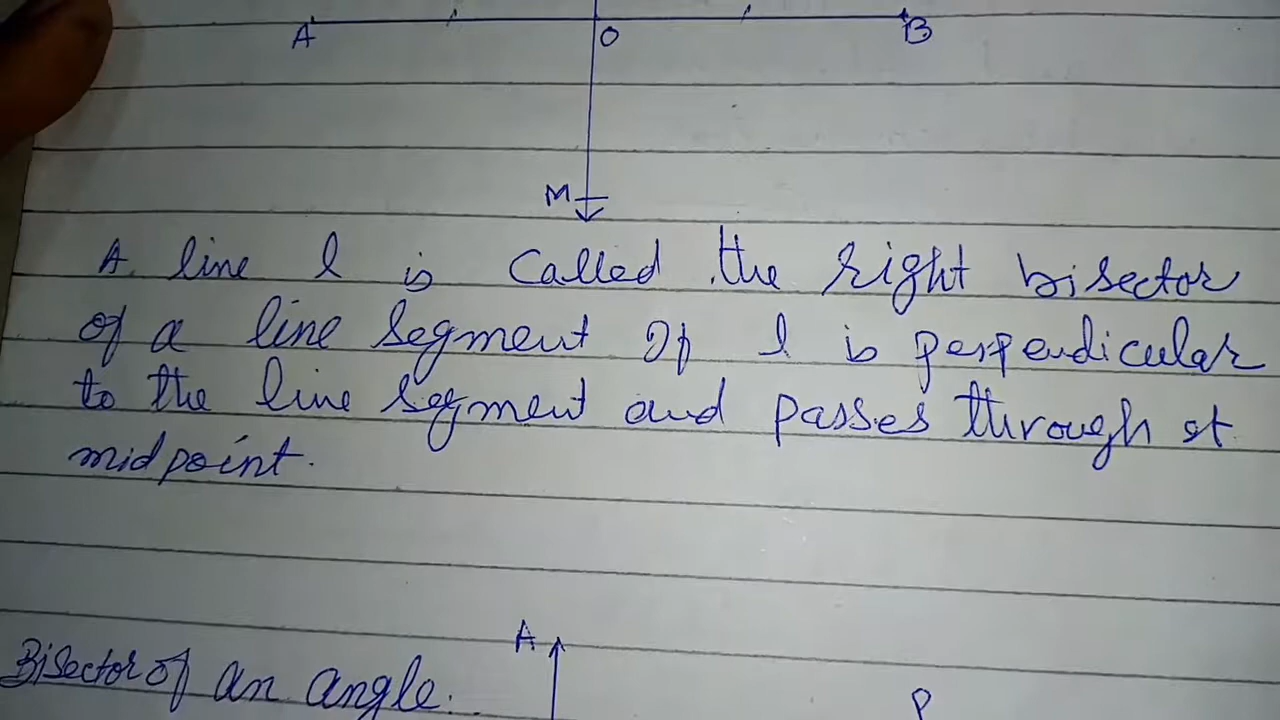 A O B
M
A line l is called the right bisector
of a line segment If l is perpendicular
to the line segment and passes through st
midpoint.
A
Bisector of an angle.
P